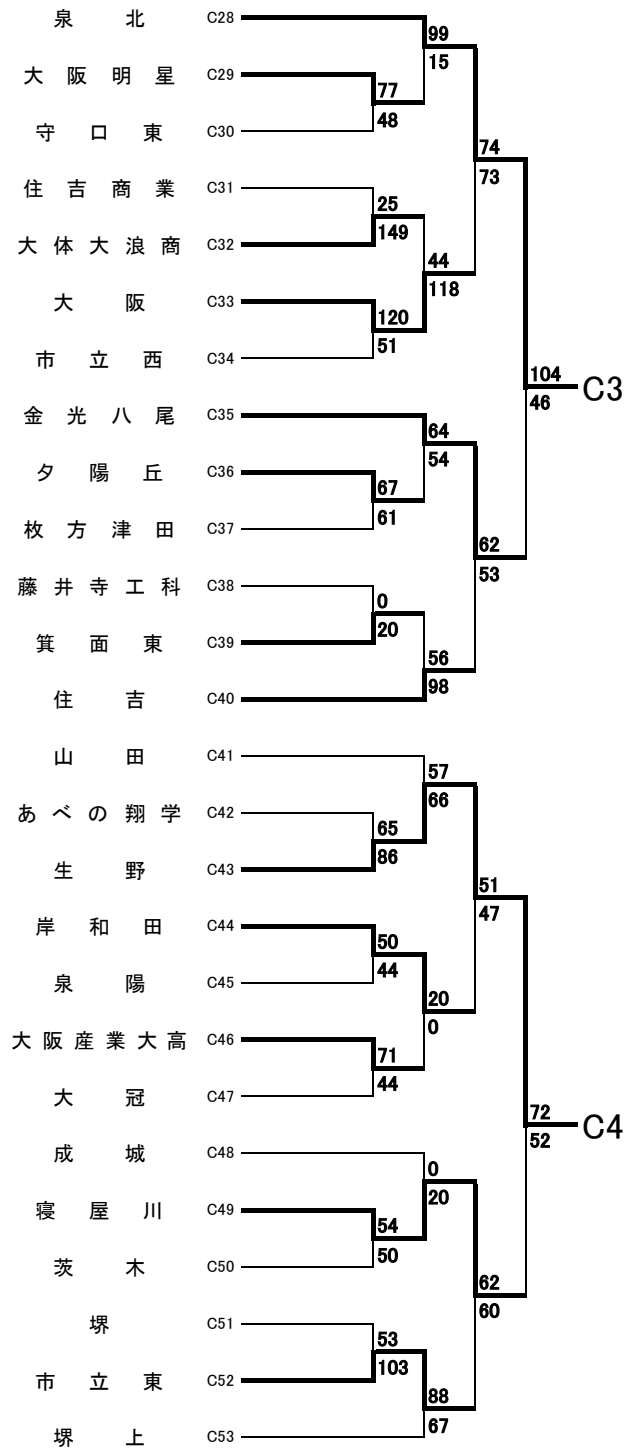 泉北 C28
99
大阪明星 C29
15
77
守口東 C30
48
74
73
住吉商業 C31
25
大体大浪商 C32
149
44
118
大阪 C33
120
市立西 C34
51
104
C3
46
金光八尾 C35
64
54
夕陽丘 C36
67
枚方津田 C37
61
62
53
藤井寺工科 C38
0
箕面東 C39
20
56
98
住吉 C40
山田 C41
57
66
あべの翔学 C42
65
生野 C43
86
51
47
岸和田 C44
50
泉陽 C45
44
20
0
大阪産業大高 C46
71
大冠 C47
44
72
C4
52
成城 C48
0
20
寝屋川 C49
54
茨木 C50
50
62
60
堺 C51
53
市立東 C52
103
88
67
堺上 C53